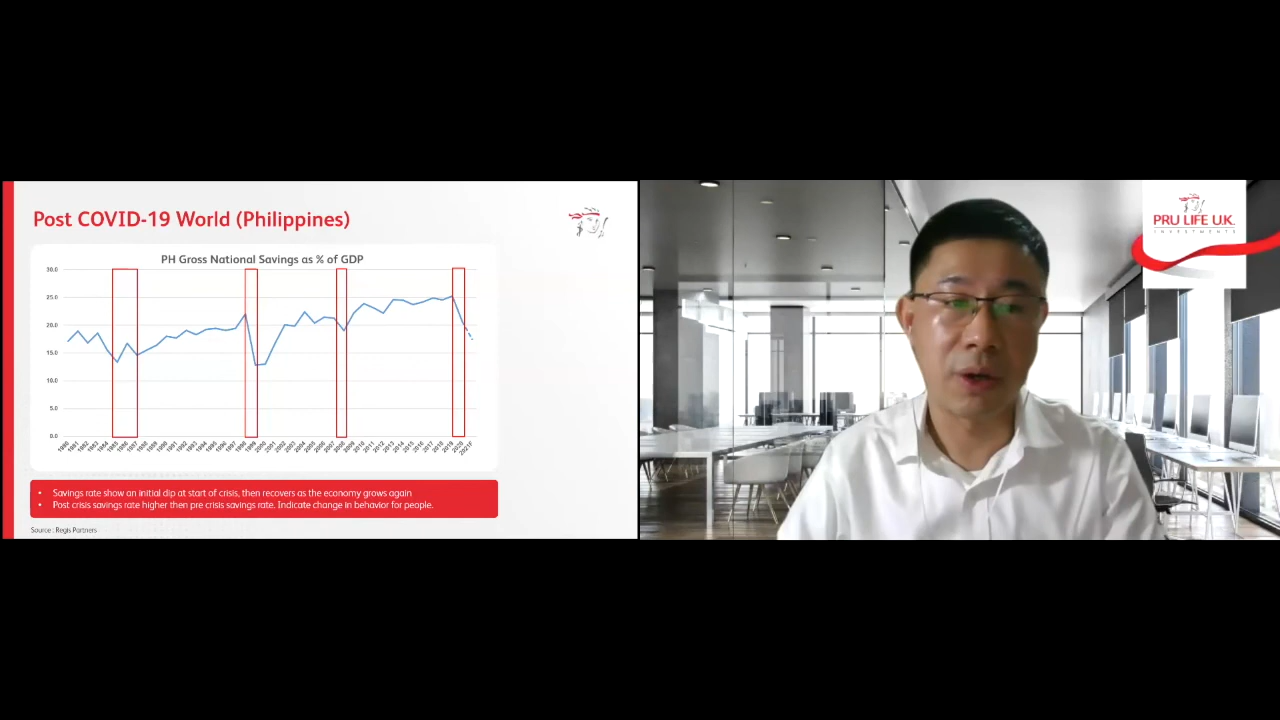 Post COVID-19 World (Philippines)
PH Gross National Savings as % of GDP
30.0
25.0
20.0
15.0
10.0
5.0
0.0
• Savings rate show an initial dip at start of crisis, then recovers as the economy grows again
• Post crisis savings rate higher then pre crisis savings rate. Indicate change in behavior for people.
Source : Regis Partners
PRU LIFE U.K.
INVESTMENTS